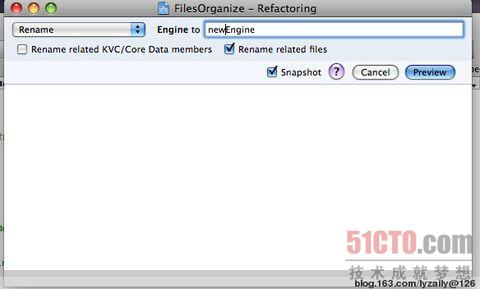 FilesOrganize - Refactoring
Rename Engine to newEngine
Rename related KVC/Core Data members Rename related files
Snapshot ? Cancel Preview
51CTO.com
技术成就梦想
blog.163.com/lyzaily@126